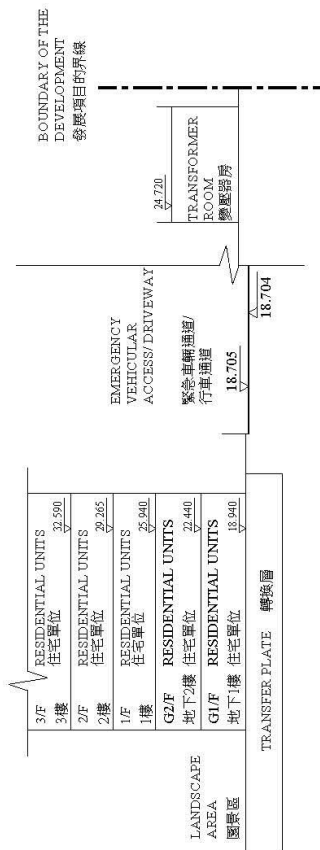 BOUNDARY OF THE
DEVELOPMENT
發展項目的界線
24.720
TRANSFORMER
ROOM
變壓器房
EMERGENCY
VEHICULAR
ACCESS/ DRIVEWAY
緊急車輛通道/
行車通道
18.705
18.704
3/F RESIDENTIAL UNITS 32.590
3樓 住宅單位
2/F RESIDENTIAL UNITS 29.265
2樓 住宅單位
1/F RESIDENTIAL UNITS 25.940
1樓 住宅單位
G2/F RESIDENTIAL UNITS 22.440
地下2樓 住宅單位
G1/F RESIDENTIAL UNITS 18.940
地下1樓 住宅單位
LANDSCAPE
AREA
園景區
TRANSFER PLATE 轉換層